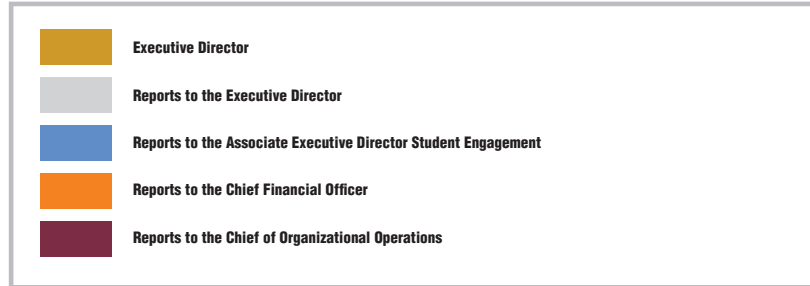 Executive Director
Reports to the Executive Director
Reports to the Associate Executive Director Student Engagement
Reports to the Chief Financial Officer
Reports to the Chief of Organizational Operations